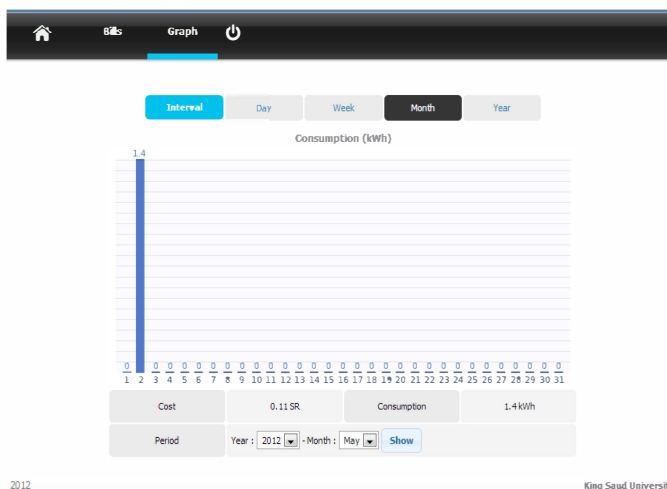 Bills Graph
Interval Day Week Month Year
Consumption (kWh)
1.4
0 0 0 0 0 0 0 0 0 0 0 0 0 0 0 0 0 0 0 0 0 0 0 0 0 0 0 0 0 0
1 2 3 4 5 6 7 8 9 10 11 12 13 14 15 16 17 18 19 20 21 22 23 24 25 26 27 28 29 30 31
Cost 0.11 SR Consumption 1.4 kWh
Period Year : 2012 - Month : May Show
2012 King Saud Universit